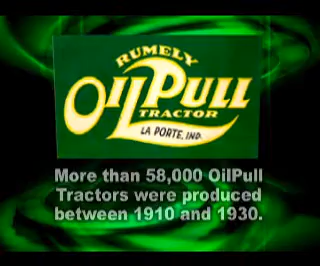 RUMELY
OILPULL
TRACTOR
LA PORTE, IND.
More than 58,000 OilPull
Tractors were produced
between 1910 and 1930.